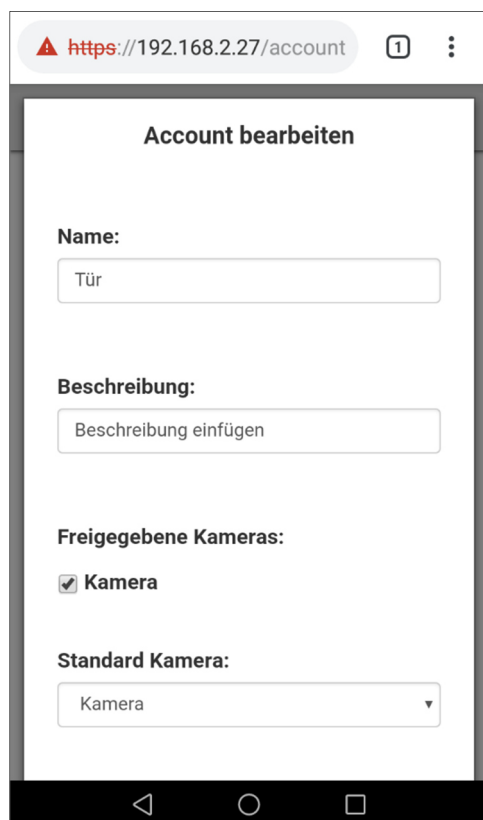 https://192.168.2.27/account
1
Account bearbeiten
Name:
Tür
Beschreibung:
Beschreibung einfügen
Freigegebene Kameras:
Kamera
Standard Kamera:
Kamera